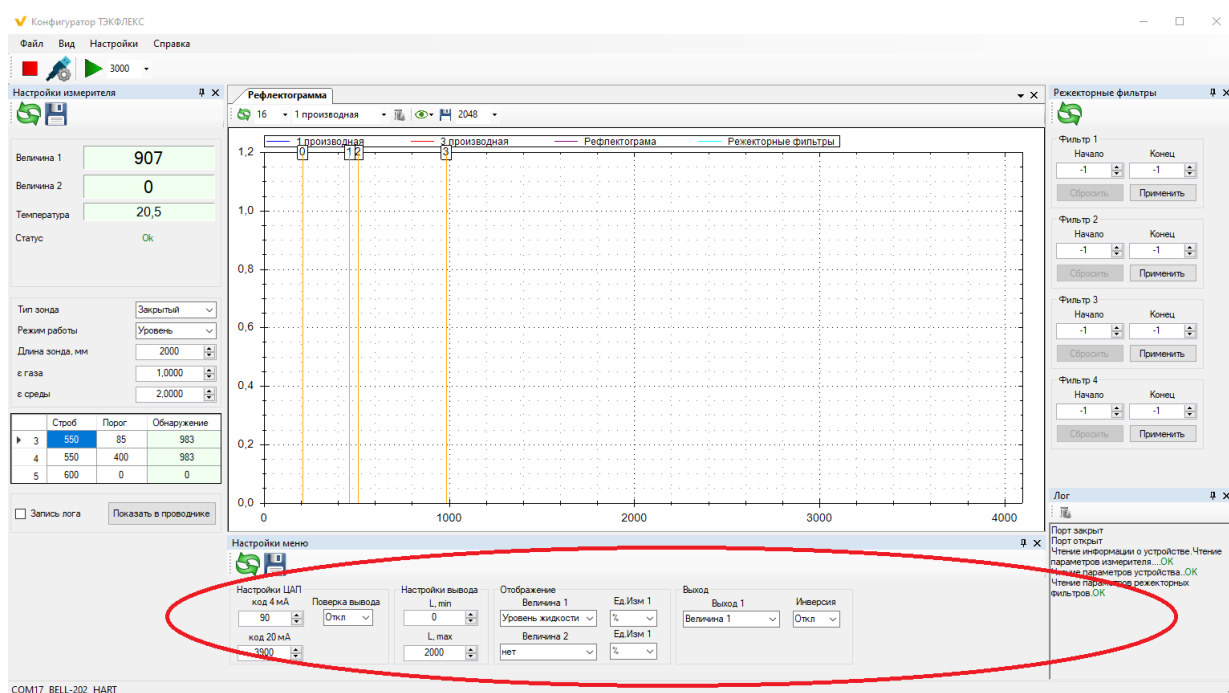 Конфигуратор ТЭКФЛЕКС
Файл Вид Настройки Справка
3000
Настройки измерителя
Величина 1 907
Величина 2 0
Температура 20,5
Статус Ok
Тип зонда Закрытый
Режим работы Уровень
Длина зонда, мм 2000
ε газа 1,0000
ε среды 2,0000
Строб Порог Обнаружение
3 550 85 983
4 550 400 983
5 600 0 0
Запись лога Показать в проводнике
Рефлектограмма
16 1 производная 2048
1 производная 3 производная Рефлектограма Режекторные фильтры
0 1 2 3
1,2
1,0
0,8
0,6
0,4
0,2
0,0
0 1000 2000 3000 4000
Настройки меню
Настройки ЦАП Настройки вывода Отображение Выход
код 4 мА Поверка вывода L, min Величина 1 Ед.Изм 1 Выход 1 Инверсия
90 Откл 0 Уровень жидкости % Величина 1 Откл
код 20 мА L, max Величина 2 Ед.Изм 1
3900 2000 нет %
Режекторные фильтры
Фильтр 1
Начало Конец
-1 -1
Сбросить Применить
Фильтр 2
Начало Конец
-1 -1
Сбросить Применить
Фильтр 3
Начало Конец
-1 -1
Сбросить Применить
Фильтр 4
Начало Конец
-1 -1
Сбросить Применить
Лог
Порт закрыт
Порт открыт
Чтение информации о устройстве.Чтение
параметров измерителя....OK
Чтение параметров устройства..OK
Чтение параметров режекторных
фильтров.OK
COM17 BELL-202 HART